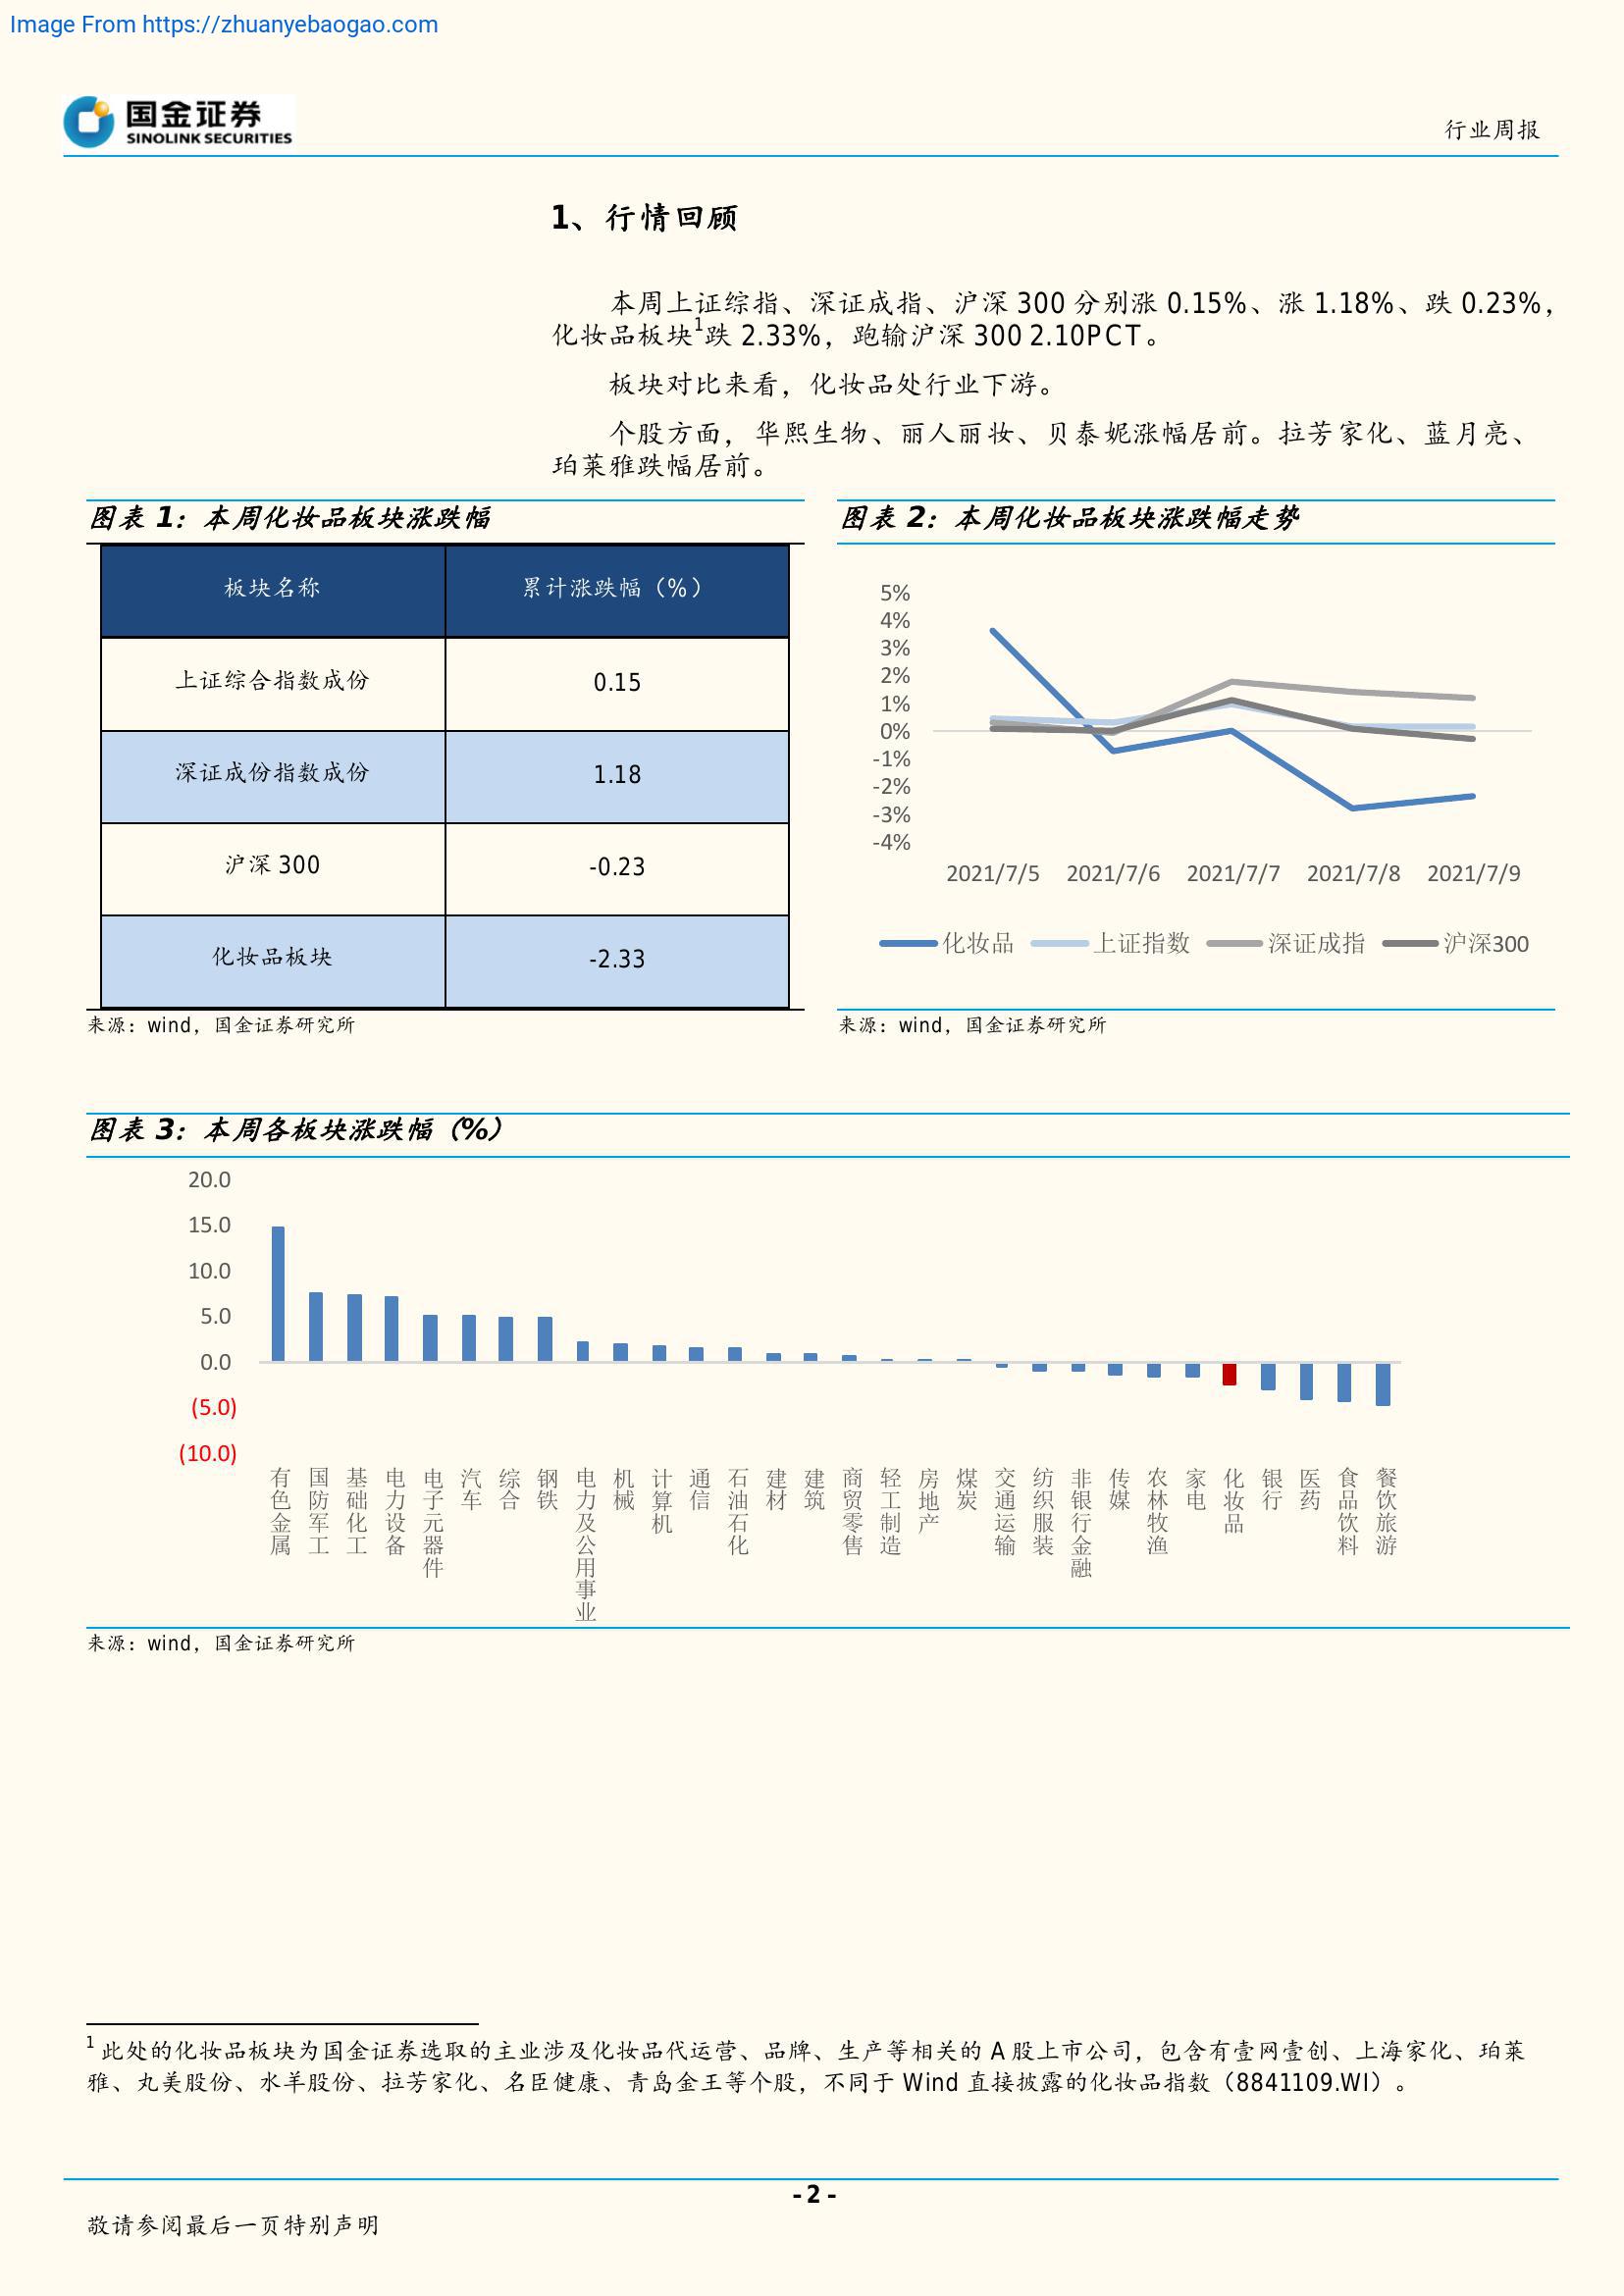 Image From https://zhuanyebaogao.com
国金证券
SINOLINK SECURITIES
行业周报
1、行情回顾
本周上证综指、深证成指、沪深 300 分别涨 0.15%、涨 1.18%、跌 0.23%，
化妆品板块1跌 2.33%，跑输沪深 300 2.10PCT。
板块对比来看，化妆品处行业下游。
个股方面，华熙生物、丽人丽妆、贝泰妮涨幅居前。拉芳家化、蓝月亮、
珀莱雅跌幅居前。
图表 1：本周化妆品板块涨跌幅
板块名称 累计涨跌幅（%）
上证综合指数成份 0.15
深证成份指数成份 1.18
沪深 300 -0.23
化妆品板块 -2.33
来源：wind，国金证券研究所
图表 2：本周化妆品板块涨跌幅走势
5%
4%
3%
2%
1%
0%
-1%
-2%
-3%
-4%
2021/7/5 2021/7/6 2021/7/7 2021/7/8 2021/7/9
化妆品 上证指数 深证成指 沪深300
来源：wind，国金证券研究所
图表 3：本周各板块涨跌幅（%）
20.0
15.0
10.0
5.0
0.0
(5.0)
(10.0)
有色金属
国防军工
基础化工
电力设备
电子元器件
汽车
综合
钢铁
电力及公用事业
机械
计算机
通信
石油石化
建材
建筑
商贸零售
轻工制造
房地产
煤炭
交通运输
纺织服装
非银行金融
传媒
农林牧渔
家电
化妆品
银行
医药
食品饮料
餐饮旅游
来源：wind，国金证券研究所
1 此处的化妆品板块为国金证券选取的主业涉及化妆品代运营、品牌、生产等相关的 A 股上市公司，包含有壹网壹创、上海家化、珀莱
雅、丸美股份、水羊股份、拉芳家化、名臣健康、青岛金王等个股，不同于 Wind 直接披露的化妆品指数（8841109.WI）。
- 2 -
敬请参阅最后一页特别声明